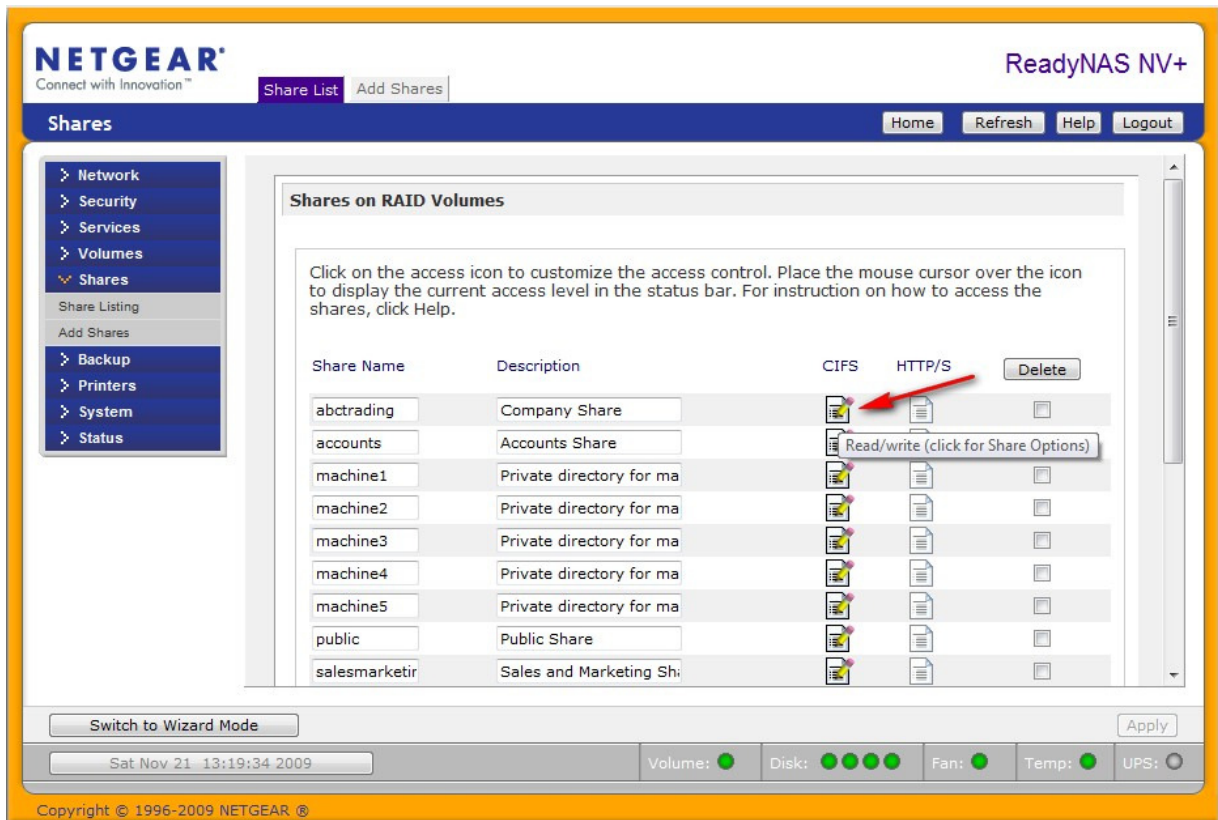 NETGEAR®
Connect with Innovation™
Share List Add Shares
ReadyNAS NV+
Shares
Home Refresh Help Logout
Network
Security
Services
Volumes
Shares
Share Listing
Add Shares
Backup
Printers
System
Status
Shares on RAID Volumes
Click on the access icon to customize the access control. Place the mouse cursor over the icon
to display the current access level in the status bar. For instruction on how to access the
shares, click Help.
Share Name Description CIFS HTTP/S Delete
abctrading Company Share
accounts Accounts Share
Read/write (click for Share Options)
machine1 Private directory for ma
machine2 Private directory for ma
machine3 Private directory for ma
machine4 Private directory for ma
machine5 Private directory for ma
public Public Share
salesmarketin Sales and Marketing Sha
Switch to Wizard Mode Apply
Sat Nov 21 13:19:34 2009 Volume: Disk: Fan: Temp: UPS:
Copyright © 1996-2009 NETGEAR ®